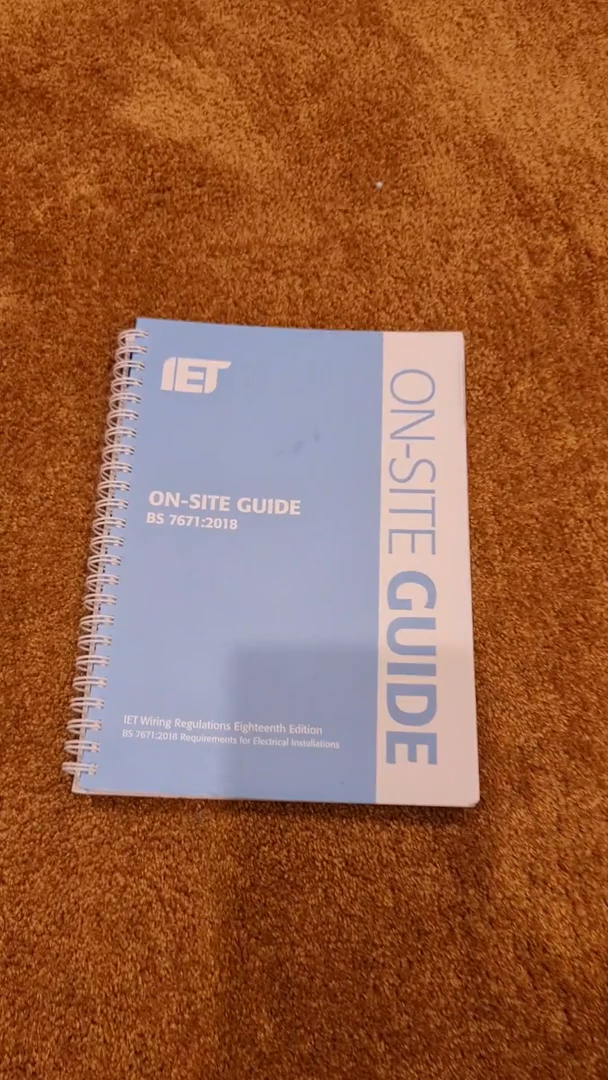 IET
ON-SITE GUIDE
BS 7671:2018
IET Wiring Regulations Eighteenth Edition
BS 7671:2018 Requirements for Electrical Installations
ON-SITE GUIDE